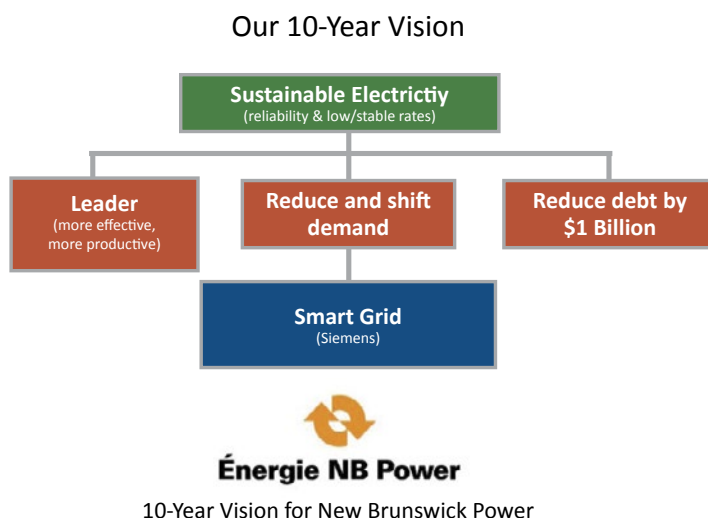 Our 10-Year Vision
Sustainable Electrictiy
(reliability & low/stable rates)
Leader
(more effective,
more productive)
Reduce and shift
demand
Reduce debt by
$1 Billion
Smart Grid
(Siemens)
Énergie NB Power
10-Year Vision for New Brunswick Power